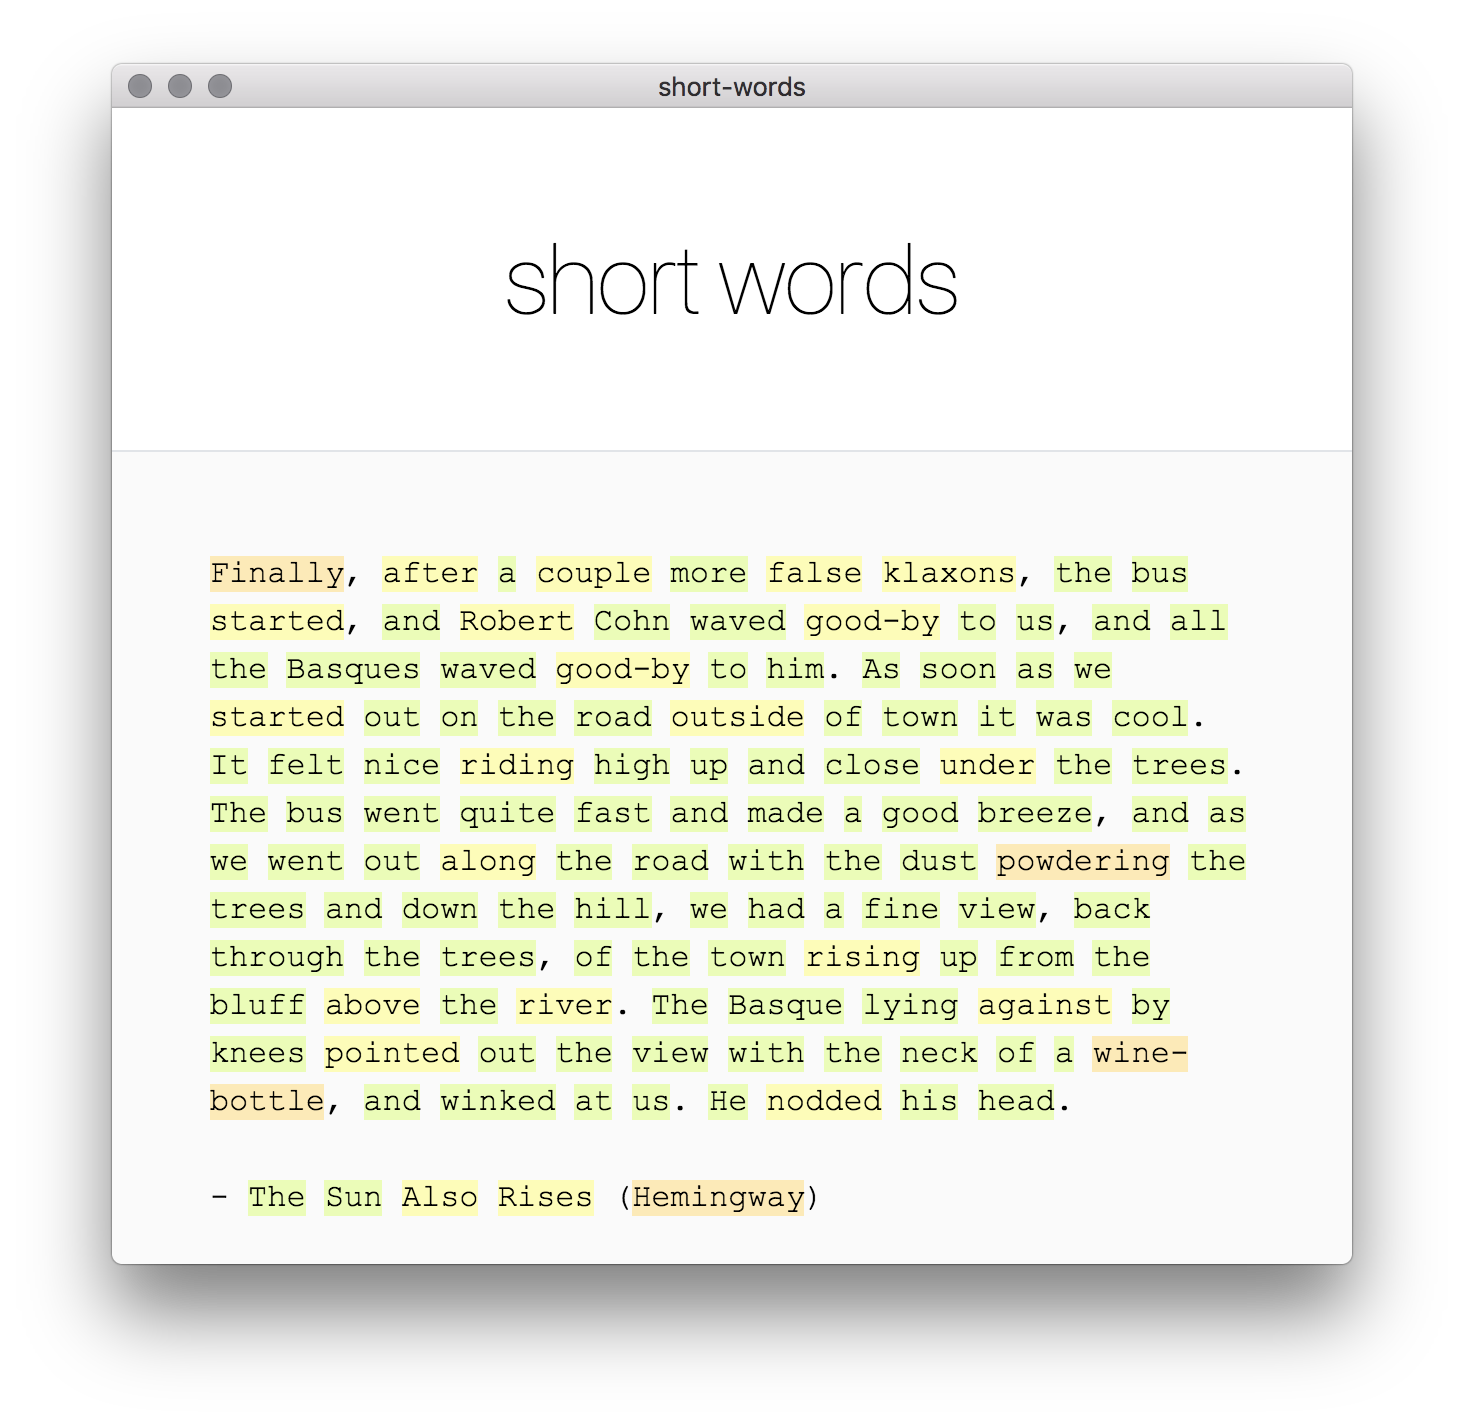 short-words
short words
Finally, after a couple more false klaxons, the bus
started, and Robert Cohn waved good-by to us, and all
the Basques waved good-by to him. As soon as we
started out on the road outside of town it was cool.
It felt nice riding high up and close under the trees.
The bus went quite fast and made a good breeze, and as
we went out along the road with the dust powdering the
trees and down the hill, we had a fine view, back
through the trees, of the town rising up from the
bluff above the river. The Basque lying against by
knees pointed out the view with the neck of a wine-
bottle, and winked at us. He nodded his head.
- The Sun Also Rises (Hemingway)